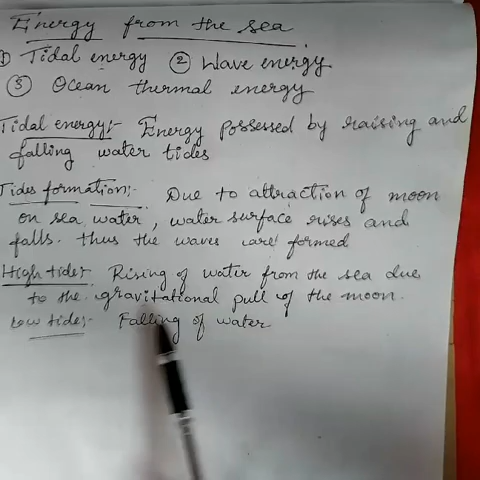 Energy from the sea
① Tidal energy ② Wave energy
③ Ocean thermal energy
Tidal energy:- Energy possessed by raising and
falling water tides
Tides formation:- Due to attraction of moon
on sea water, water surface rises and
falls. thus the waves are formed
High tide:- Rising of water from the sea due
to the gravitational pull of the moon.
Low tide:- Falling of water